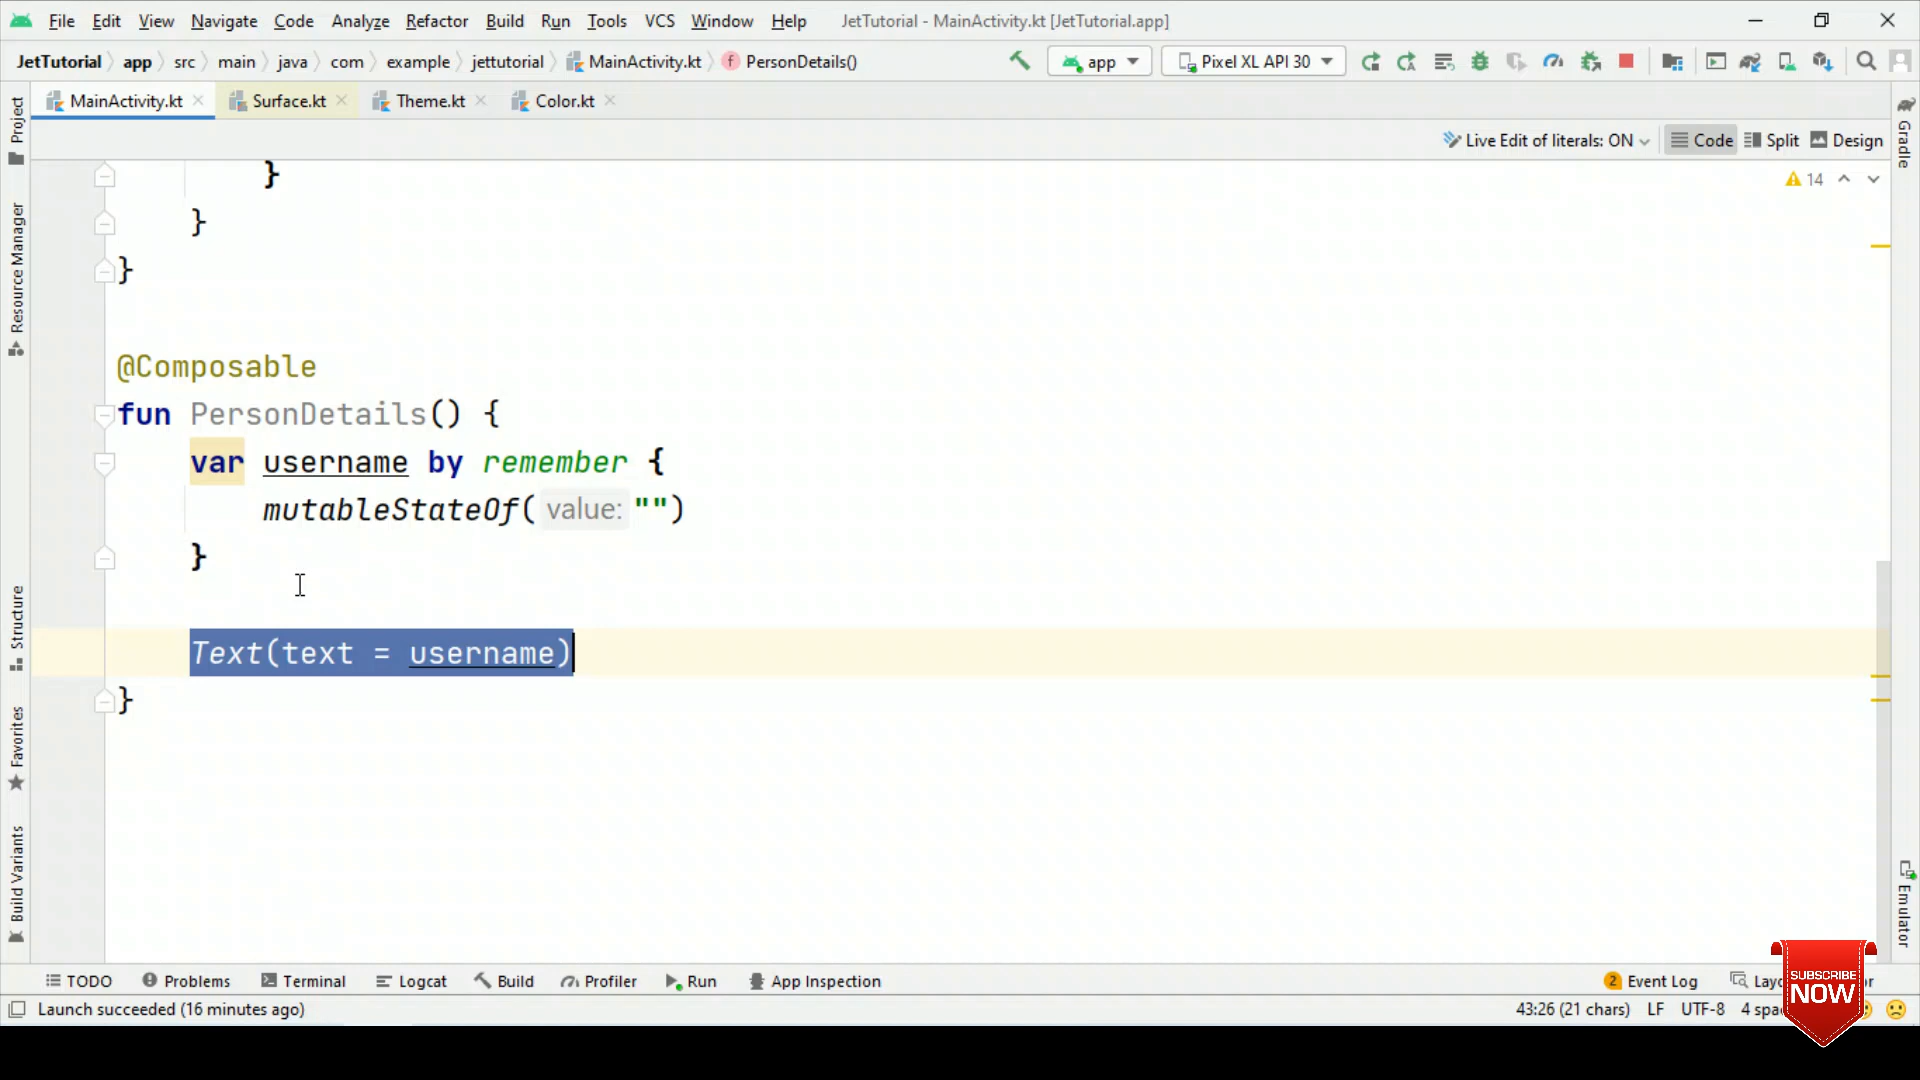 File Edit View Navigate Code Analyze Refactor Build Run Tools VCS Window Help JetTutorial - MainActivity.kt [JetTutorial.app]
JetTutorial app src main java com example jettutorial MainActivity.kt PersonDetails() app Pixel XL API 30
MainActivity.kt Surface.kt Theme.kt Color.kt
Live Edit of literals: ON Code Split Design
14
}
}
}
@Composable
fun PersonDetails() {
var username by remember {
mutableStateOf( value: "")
}
Text(text = username)
}
Project
Resource Manager
Structure
Favorites
Build Variants
Gradle
Emulator
TODO Problems Terminal Logcat Build Profiler Run App Inspection 2 Event Log
Launch succeeded (16 minutes ago) 43:26 (21 chars) LF UTF-8 4
SUBSCRIBE
NOW